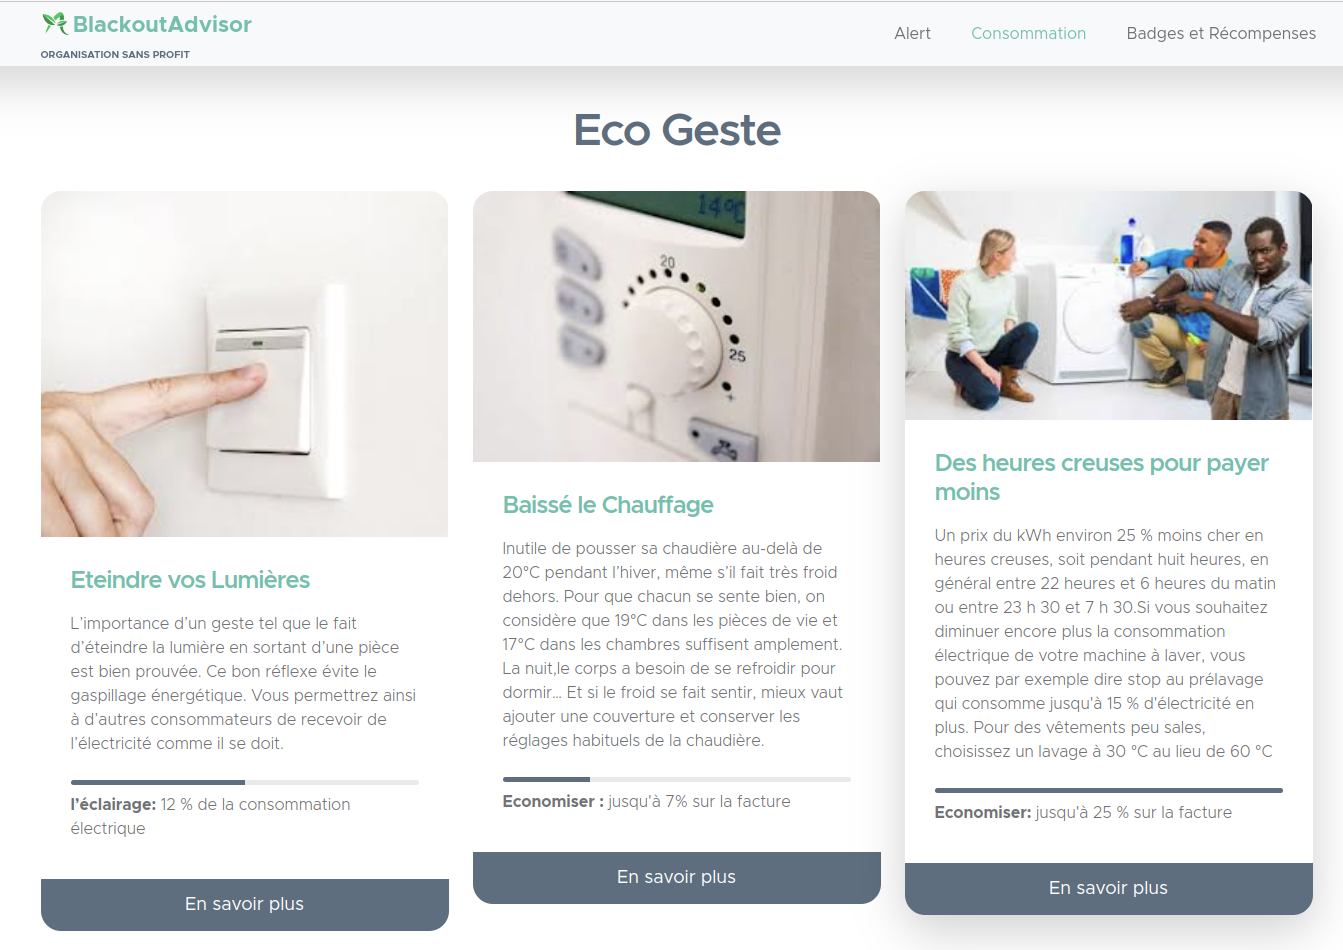 BlackoutAdvisor
ORGANISATION SANS PROFIT
Alert
Consommation
Badges et Récompenses
Eco Geste
Eteindre vos Lumières
L’importance d’un geste tel que le fait
d’éteindre la lumière en sortant d’une pièce
est bien prouvée. Ce bon réflexe évite le
gaspillage énergétique. Vous permettrez ainsi
à d’autres consommateurs de recevoir de
l’électricité comme il se doit.
l'éclairage: 12 % de la consommation
électrique
En savoir plus
14°C
20
25
+
Baissé le Chauffage
Inutile de pousser sa chaudière au-delà de
20°C pendant l’hiver, même s’il fait très froid
dehors. Pour que chacun se sente bien, on
considère que 19°C dans les pièces de vie et
17°C dans les chambres suffisent amplement.
La nuit,le corps a besoin de se refroidir pour
dormir… Et si le froid se fait sentir, mieux vaut
ajouter une couverture et conserver les
réglages habituels de la chaudière.
Economiser : jusqu'à 7% sur la facture
En savoir plus
Des heures creuses pour payer
moins
Un prix du kWh environ 25 % moins cher en
heures creuses, soit pendant huit heures, en
général entre 22 heures et 6 heures du matin
ou entre 23 h 30 et 7 h 30.Si vous souhaitez
diminuer encore plus la consommation
électrique de votre machine à laver, vous
pouvez par exemple dire stop au prélavage
qui consomme jusqu'à 15 % d'électricité en
plus. Pour des vêtements peu sales,
choisissez un lavage à 30 °C au lieu de 60 °C
Economiser: jusqu'à 25 % sur la facture
En savoir plus